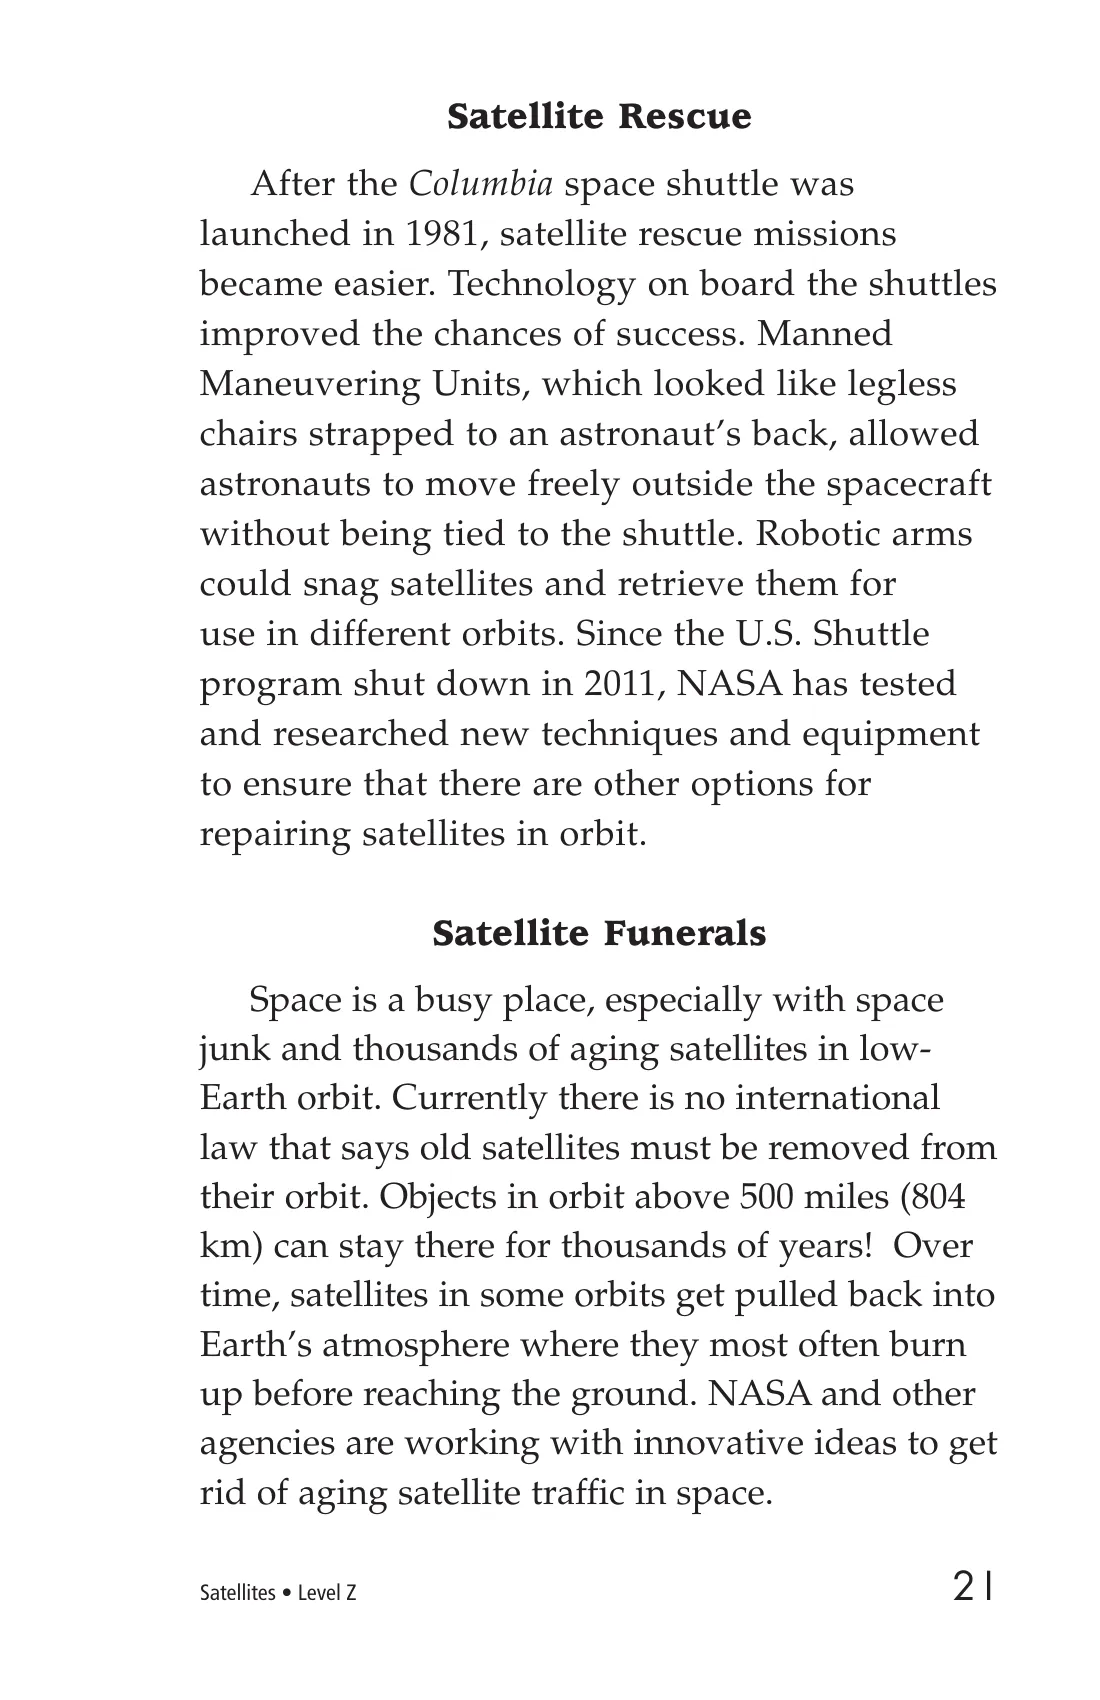 Satellite Rescue
After the Columbia space shuttle was
launched in 1981, satellite rescue missions
became easier. Technology on board the shuttles
improved the chances of success. Manned
Maneuvering Units, which looked like legless
chairs strapped to an astronaut’s back, allowed
astronauts to move freely outside the spacecraft
without being tied to the shuttle. Robotic arms
could snag satellites and retrieve them for
use in different orbits. Since the U.S. Shuttle
program shut down in 2011, NASA has tested
and researched new techniques and equipment
to ensure that there are other options for
repairing satellites in orbit.
Satellite Funerals
Space is a busy place, especially with space
junk and thousands of aging satellites in low-
Earth orbit. Currently there is no international
law that says old satellites must be removed from
their orbit. Objects in orbit above 500 miles (804
km) can stay there for thousands of years!  Over
time, satellites in some orbits get pulled back into
Earth’s atmosphere where they most often burn
up before reaching the ground. NASA and other
agencies are working with innovative ideas to get
rid of aging satellite traffic in space.
Satellites • Level Z
21